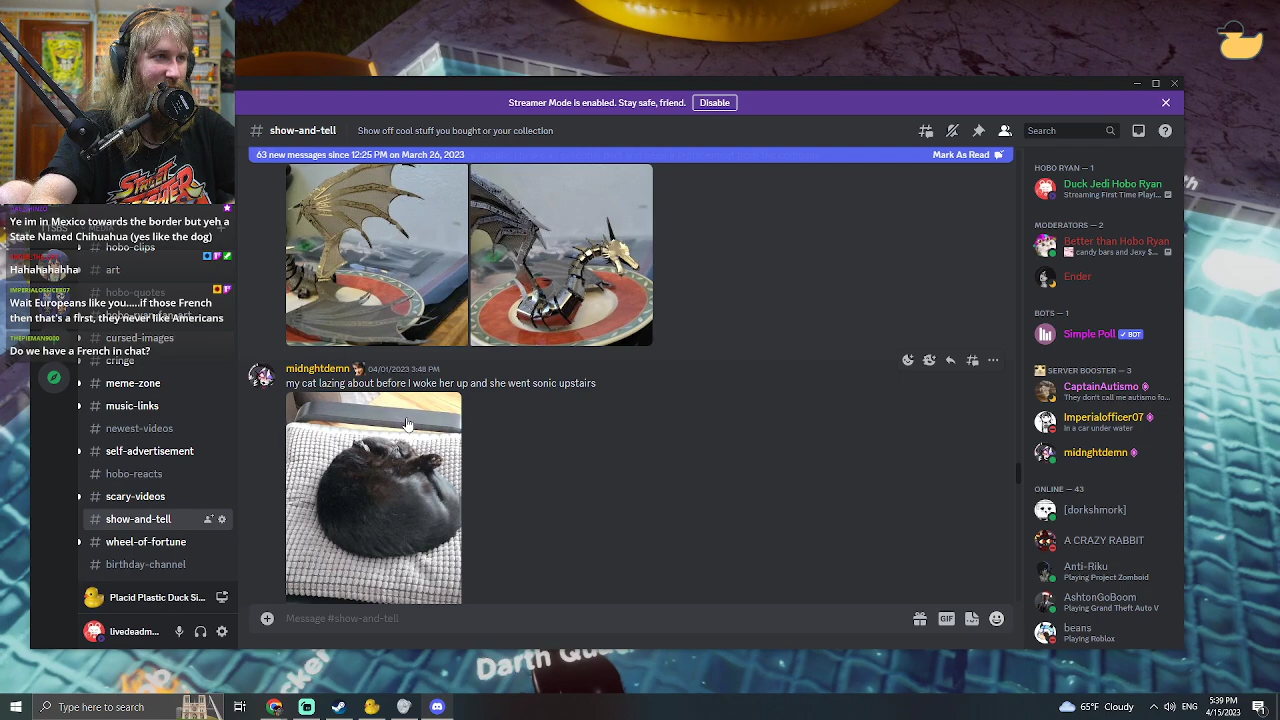 Streamer Mode is enabled. Stay safe, friend. Disable
# show-and-tell Show off cool stuff you bought or your collection
Search
63 new messages since 12:25 PM on March 26, 2023 Mark As Read
STREET
FIGHTER
Ye im in Mexico towards the border but yeh a
State Named Chihuahua (yes like the dog)
MEDIA
hobo-clips
Hahahahahha
# art
# hobo-quotes
IMPERIALOFFICER07
Wait Europeans like you.....if those French
then that's a first, they never like Americans
THEPIEMAN9000
Do we have a French in chat?
# cursed-images
cringe
# meme-zone
# music-links
# newest-videos
# self-advertisement
# hobo-reacts
# scary-videos
# show-and-tell
# wheel-of-fortune
# birthday-channel
Placid Plastic Duck Si...
livedeadm...
midnghtdemn 04/01/2023 3:48 PM
my cat lazing about before I woke her up and she went sonic upstairs
Message #show-and-tell
GIF
HOBO RYAN — 1
Duck Jedi Hobo Ryan
Streaming First Time Playi...
MODERATORS — 2
Better than Hobo Ryan
candy bars and Jexy $...
Ender
BOTS — 1
Simple Poll BOT
SERVER BOOSTER — 3
CaptainAutismo
They don't call me autismo fo...
Imperialofficer07
In a car under water
midnghtdemn
ONLINE — 43
[dorkshmork]
A CRAZY RABBIT
Anti-Riku
Playing Project Zomboid
AshtonGoBoom
Playing Grand Theft Auto V
beans
Playing Roblox
Darth Qu
cker
Type here to search
65°F Cloudy
5:39 PM
4/15/2023